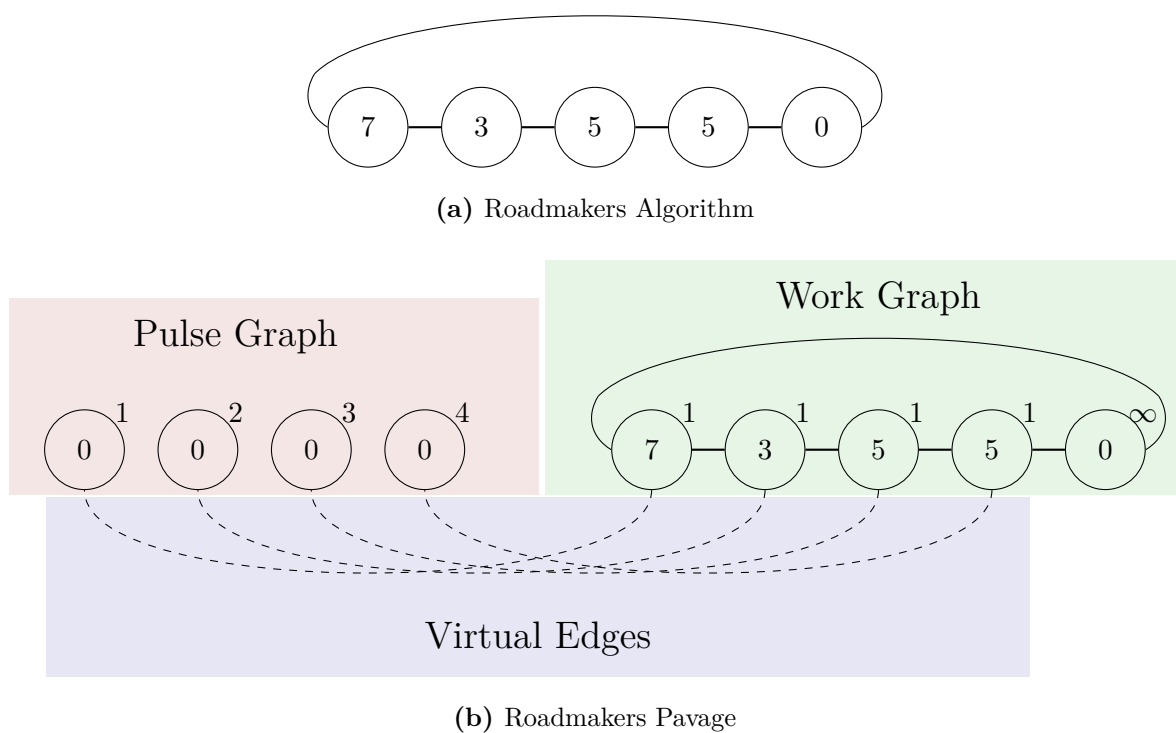 7 3 5 5 0
(a) Roadmakers Algorithm
Work Graph
Pulse Graph
1 2 3 4 1 1 1 1 ∞
0 0 0 0 7 3 5 5 0
Virtual Edges
(b) Roadmakers Pavage